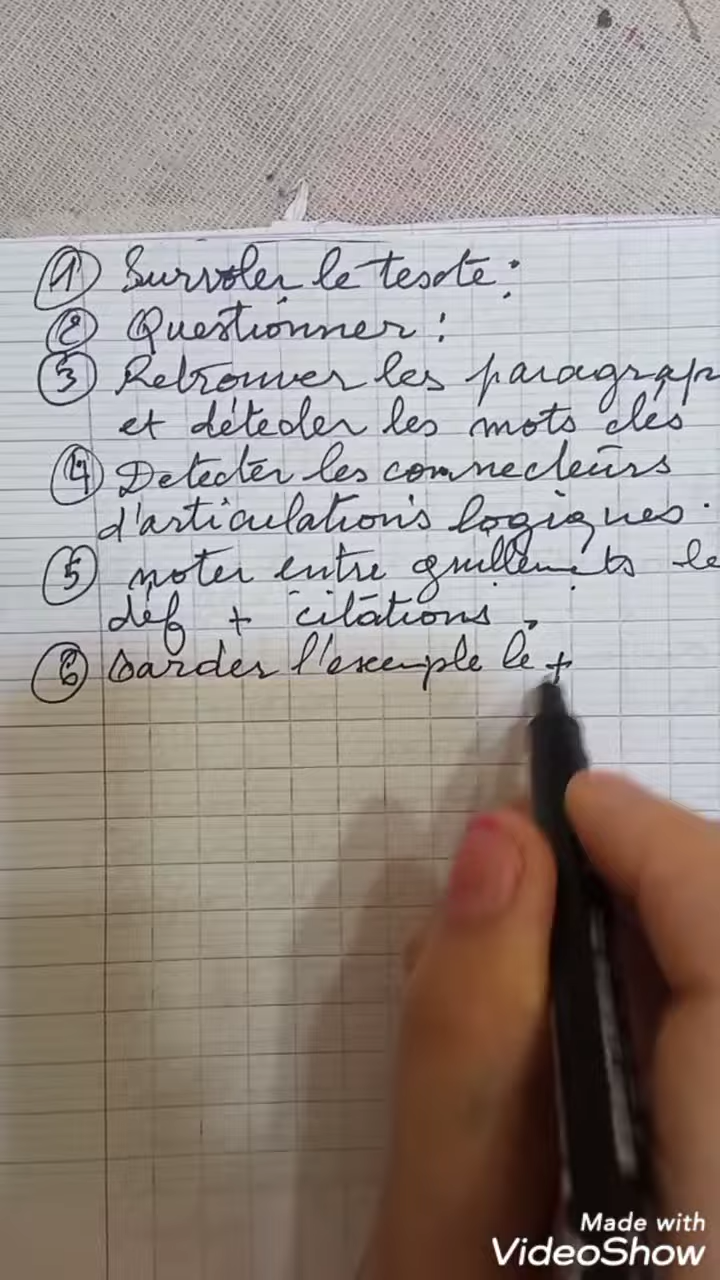 ① Survoler le texte :
② Questionner :
③ Retrouver les paragrap
et détecter les mots clés
④ Detecter les connecteurs
d'articulations logiques.
⑤ noter entre guillemets le
déf + citations.
⑥ Garder l'exemple le +
Made with
VideoShow